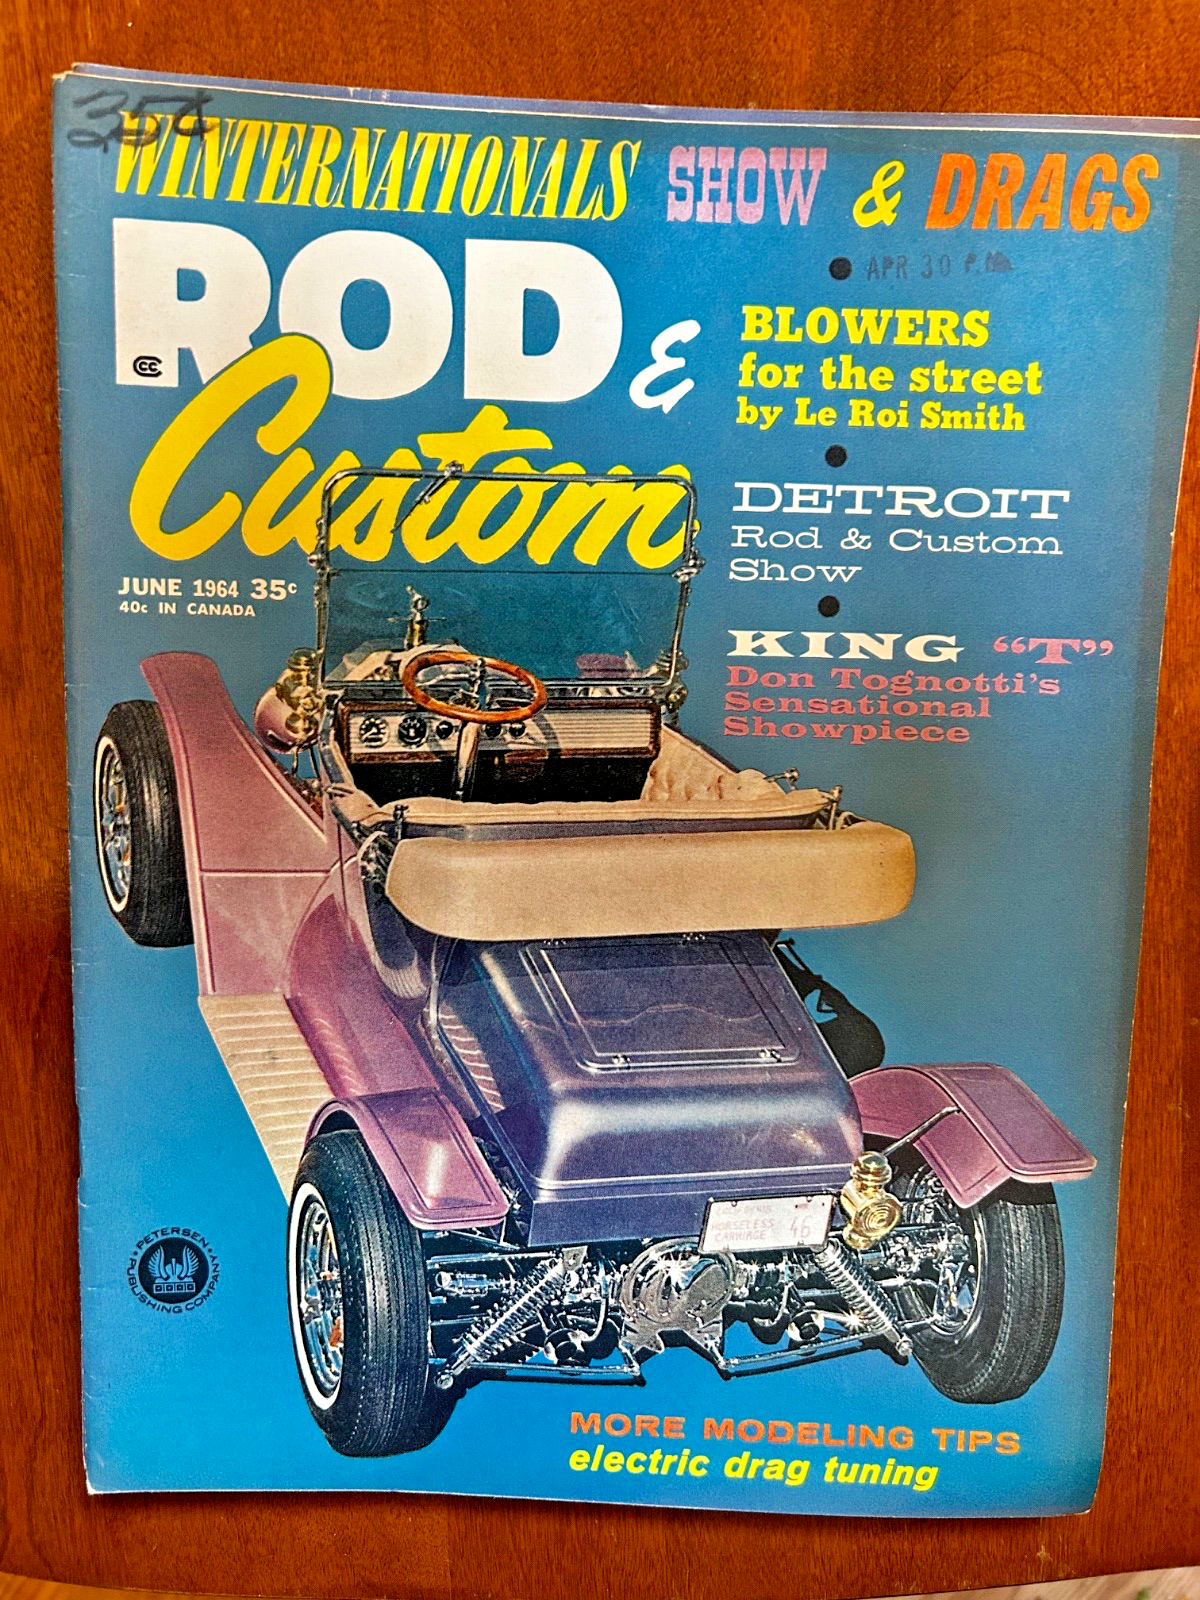 35¢
WINTERNATIONALS SHOW & DRAGS
ROD &
Custom
CCC
JUNE 1964 35c
40c IN CANADA
APR 30 P.M.
BLOWERS
for the street
by Le Roi Smith
DETROIT
Rod & Custom
Show
KING “T”
Don Tognotti's
Sensational
Showpiece
HORSELESS
CARRIAGE 46
PETERSEN
PUBLISHING COMPANY
MORE MODELING TIPS
electric drag tuning